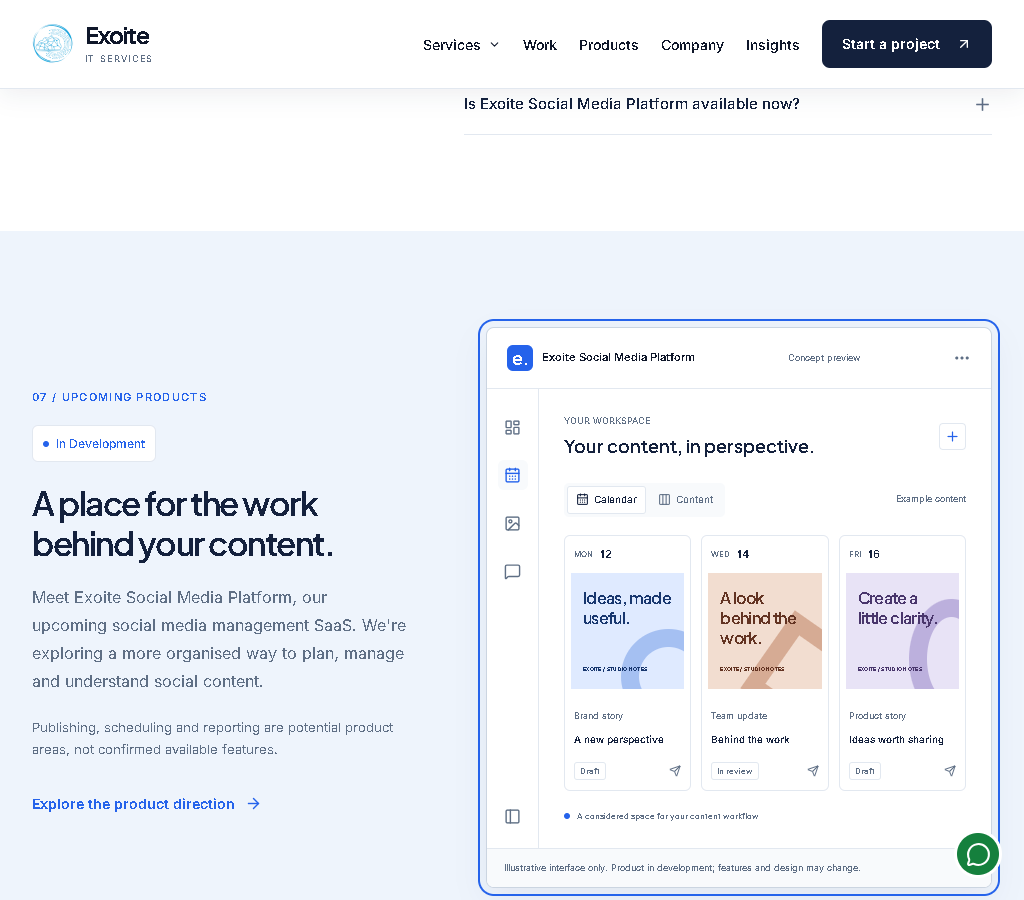 Exoite
IT SERVICES
Services
Work
Products
Company
Insights
Start a project
Is Exoite Social Media Platform available now?
07 / UPCOMING PRODUCTS
In Development
A place for the work
behind your content.
Meet Exoite Social Media Platform, our
upcoming social media management SaaS. We're
exploring a more organised way to plan, manage
and understand social content.
Publishing, scheduling and reporting are potential product
areas, not confirmed available features.
Explore the product direction
e.
Exoite Social Media Platform
Concept preview
YOUR WORKSPACE
Your content, in perspective.
Calendar
Content
Example content
MON 12
Ideas, made
useful.
EXOITE / STUDIO NOTES
Brand story
A new perspective
Draft
WED 14
A look
behind the
work.
EXOITE / STUDIO NOTES
Team update
Behind the work
In review
FRI 16
Create a
little clarity.
EXOITE / STUDIO NOTES
Product story
Ideas worth sharing
Draft
A considered space for your content workflow
Illustrative interface only. Product in development; features and design may change.